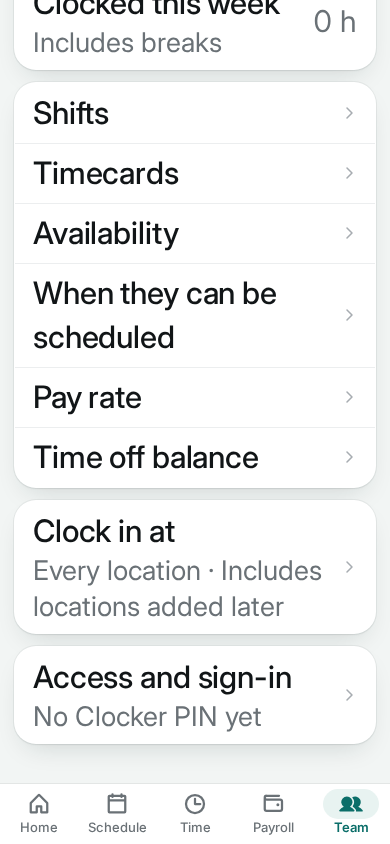 Clocked this week
0 h
Includes breaks
Shifts
Timecards
Availability
When they can be
scheduled
Pay rate
Time off balance
Clock in at
Every location · Includes
locations added later
Access and sign-in
No Clocker PIN yet
Home
Schedule
Time
Payroll
Team